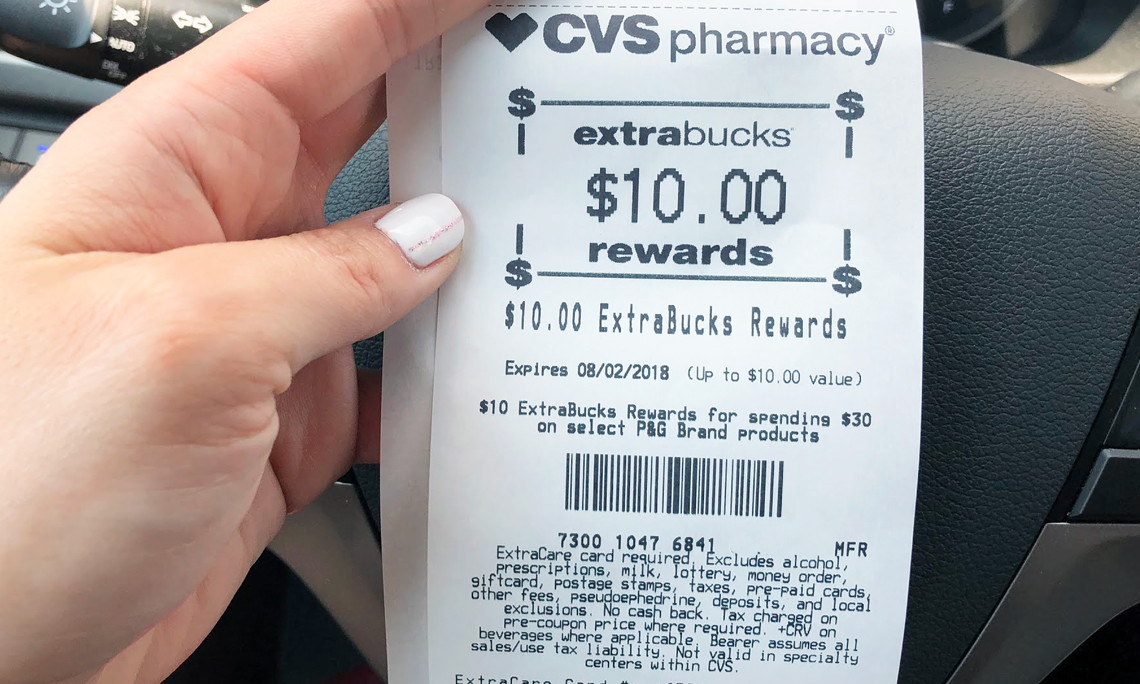 AUTO
CVS pharmacy®
$ $
extrabucks
$10.00
rewards
$ $
$10.00 ExtraBucks Rewards
Expires 08/02/2018 (Up to $10.00 value)
$10 ExtraBucks Rewards for spending $30
on select P&G Brand products
7300 1047 6841 MFR
ExtraCare card required. Excludes alcohol,
prescriptions, milk, lottery, money order,
giftcard, postage stamps, taxes, pre-paid cards,
other fees, pseudoephedrine, deposits, and local
exclusions. No cash back. Tax charged on
pre-coupon price where required. +CRV on
beverages where applicable. Bearer assumes all
sales/use tax liability. Not valid in specialty
centers within CVS.
ExtraCare Card #: